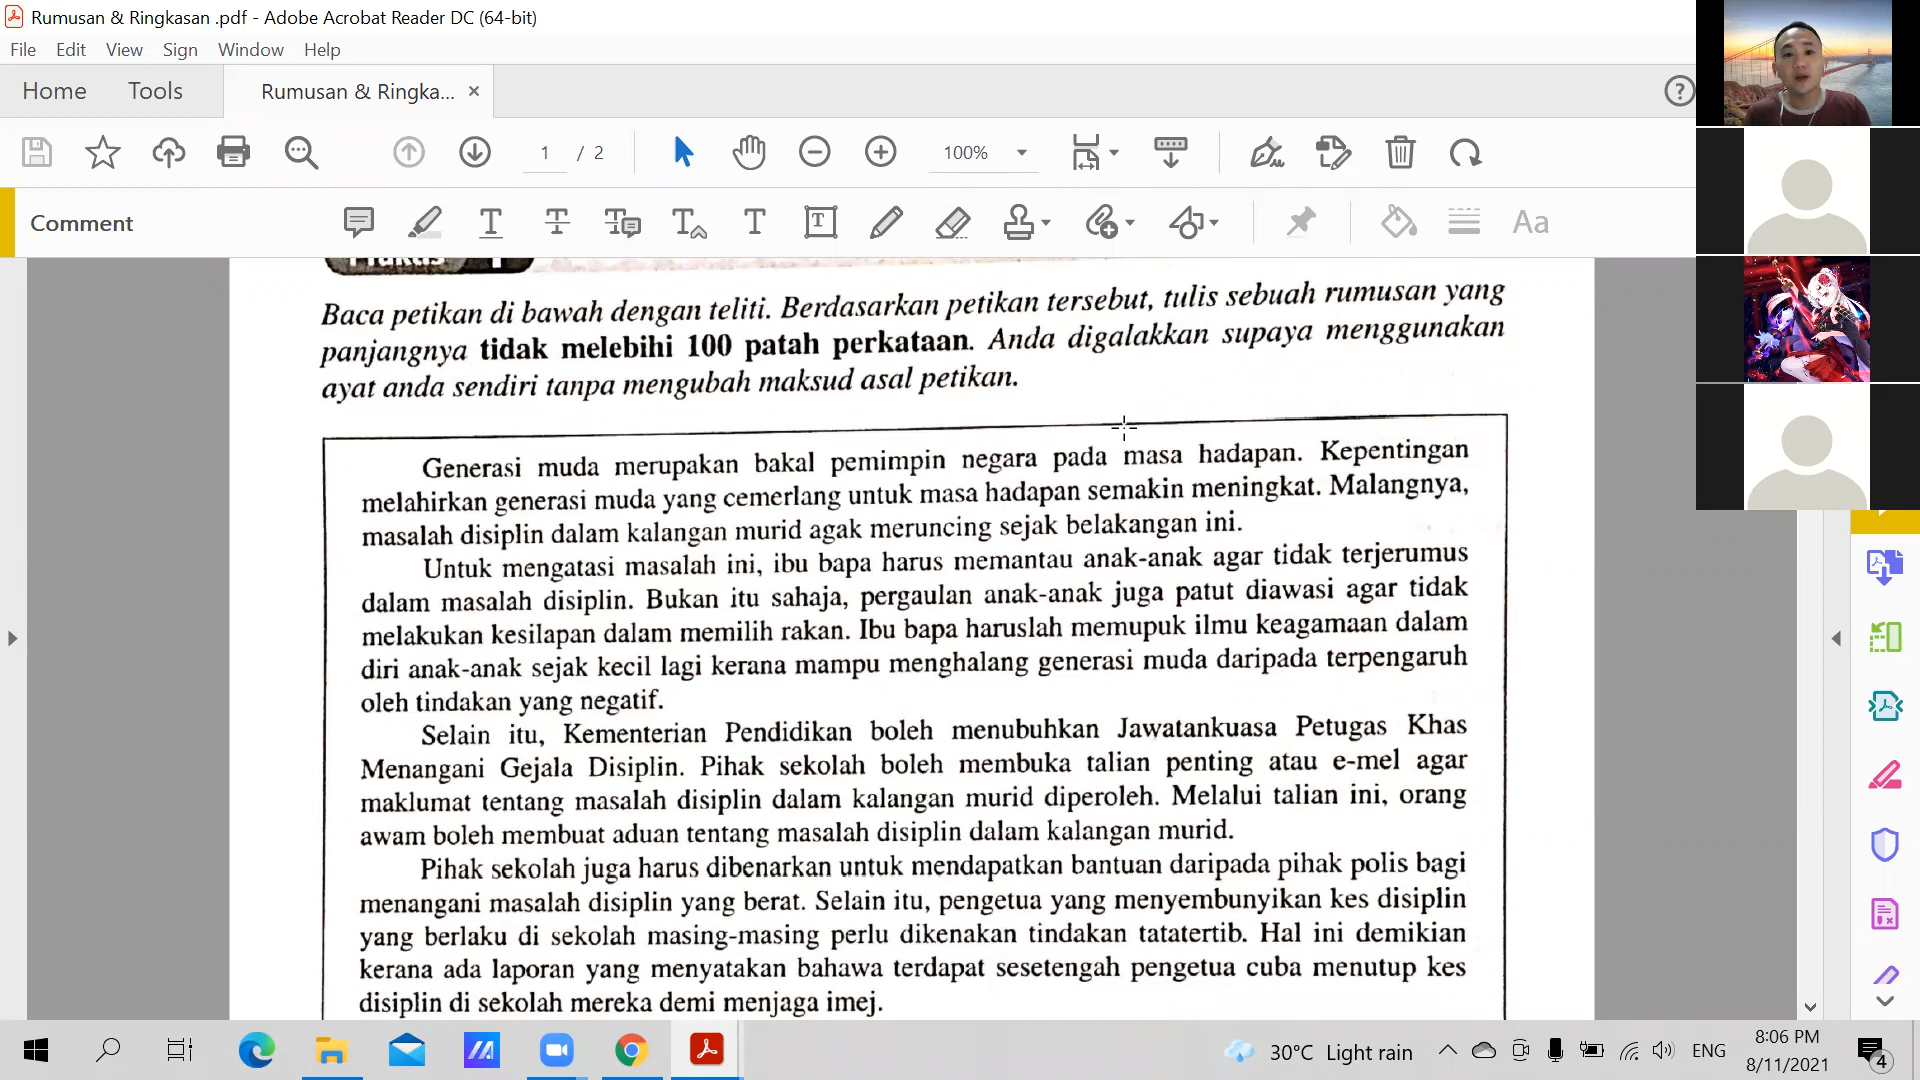 Rumusan & Ringkasan .pdf - Adobe Acrobat Reader DC (64-bit)
File Edit View Sign Window Help
Home Tools Rumusan & Ringka... ×
1 / 2 100%
Comment
Baca petikan di bawah dengan teliti. Berdasarkan petikan tersebut, tulis sebuah rumusan yang
panjangnya tidak melebihi 100 patah perkataan. Anda digalakkan supaya menggunakan
ayat anda sendiri tanpa mengubah maksud asal petikan.
Generasi muda merupakan bakal pemimpin negara pada masa hadapan. Kepentingan
melahirkan generasi muda yang cemerlang untuk masa hadapan semakin meningkat. Malangnya,
masalah disiplin dalam kalangan murid agak meruncing sejak belakangan ini.
Untuk mengatasi masalah ini, ibu bapa harus memantau anak-anak agar tidak terjerumus
dalam masalah disiplin. Bukan itu sahaja, pergaulan anak-anak juga patut diawasi agar tidak
melakukan kesilapan dalam memilih rakan. Ibu bapa haruslah memupuk ilmu keagamaan dalam
diri anak-anak sejak kecil lagi kerana mampu menghalang generasi muda daripada terpengaruh
oleh tindakan yang negatif.
Selain itu, Kementerian Pendidikan boleh menubuhkan Jawatankuasa Petugas Khas
Menangani Gejala Disiplin. Pihak sekolah boleh membuka talian penting atau e-mel agar
maklumat tentang masalah disiplin dalam kalangan murid diperoleh. Melalui talian ini, orang
awam boleh membuat aduan tentang masalah disiplin dalam kalangan murid.
Pihak sekolah juga harus dibenarkan untuk mendapatkan bantuan daripada pihak polis bagi
menangani masalah disiplin yang berat. Selain itu, pengetua yang menyembunyikan kes disiplin
yang berlaku di sekolah masing-masing perlu dikenakan tindakan tatatertib. Hal ini demikian
kerana ada laporan yang menyatakan bahawa terdapat sesetengah pengetua cuba menutup kes
disiplin di sekolah mereka demi menjaga imej.
30°C Light rain ENG 8:06 PM
8/11/2021 4